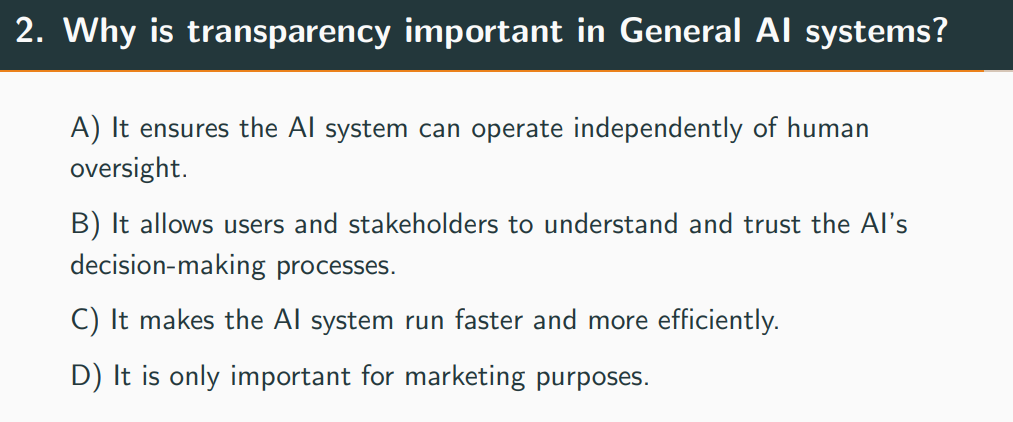 2. Why is transparency important in General AI systems?
A) It ensures the AI system can operate independently of human
oversight.
B) It allows users and stakeholders to understand and trust the AI’s
decision-making processes.
C) It makes the AI system run faster and more efficiently.
D) It is only important for marketing purposes.